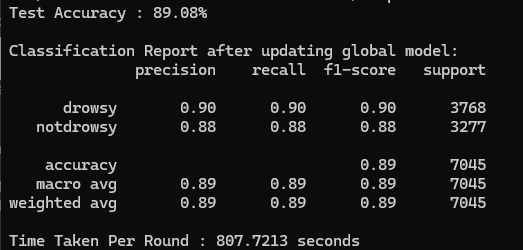 Test Accuracy : 89.08%
Classification Report after updating global model:
precision recall f1-score support
drowsy 0.90 0.90 0.90 3768
notdrowsy 0.88 0.88 0.88 3277
accuracy 0.89 7045
macro avg 0.89 0.89 0.89 7045
weighted avg 0.89 0.89 0.89 7045
Time Taken Per Round : 807.7213 seconds